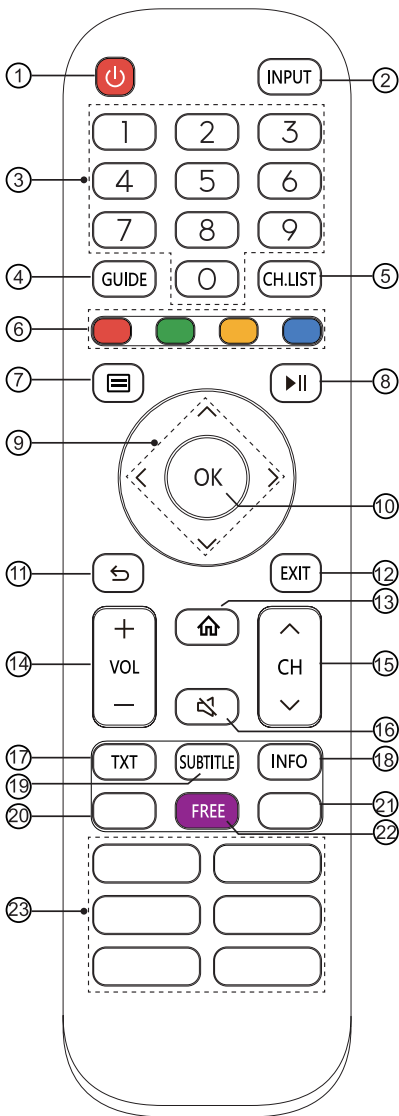 ① INPUT ②
1 2 3
③ 4 5 6
7 8 9
④ GUIDE 0 CH.LIST ⑤
⑥
⑦ ⑧
⑨
OK
⑩
⑪ EXIT ⑫
⑬
+
⑭ VOL CH ⑮
−
⑯
⑰ TXT SUBTITLE INFO ⑱
⑲
⑳ FREE ㉑
㉒
㉓